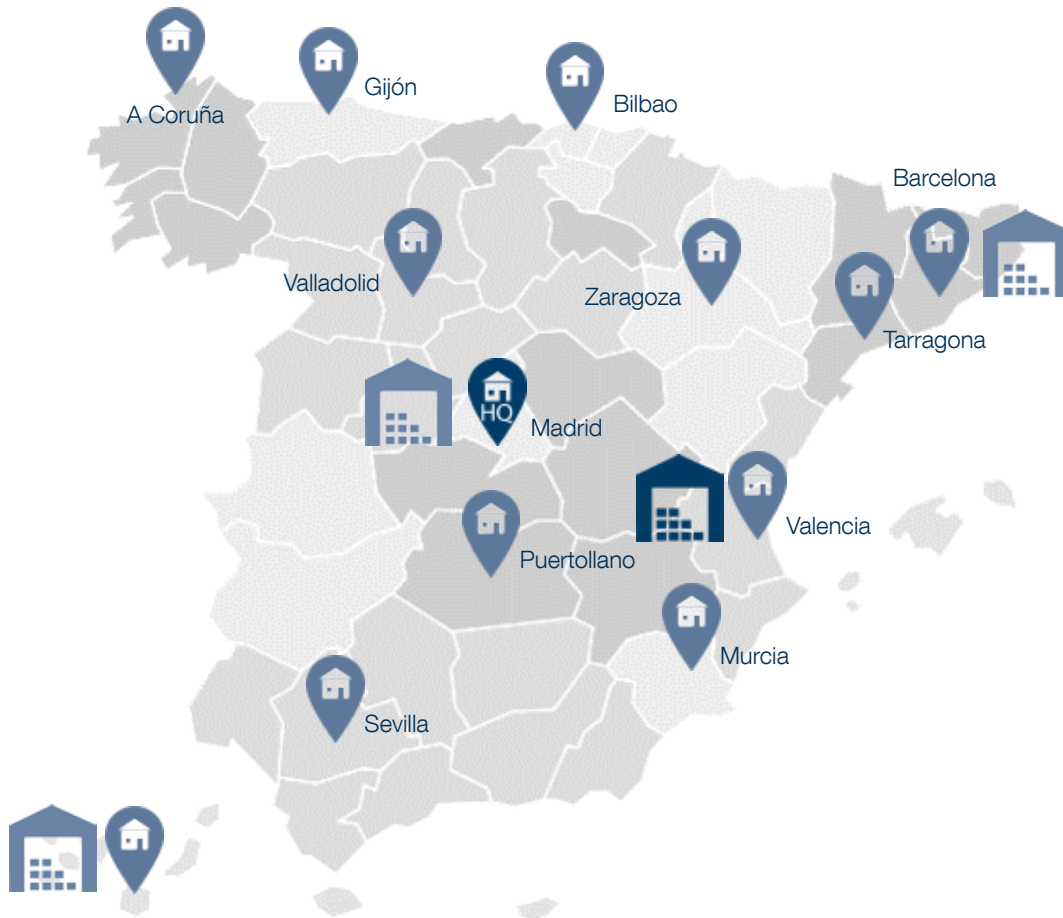 Gijón
Bilbao
A Coruña
Barcelona
Valladolid
Zaragoza
Tarragona
HQ
Madrid
Valencia
Puertollano
Murcia
Sevilla